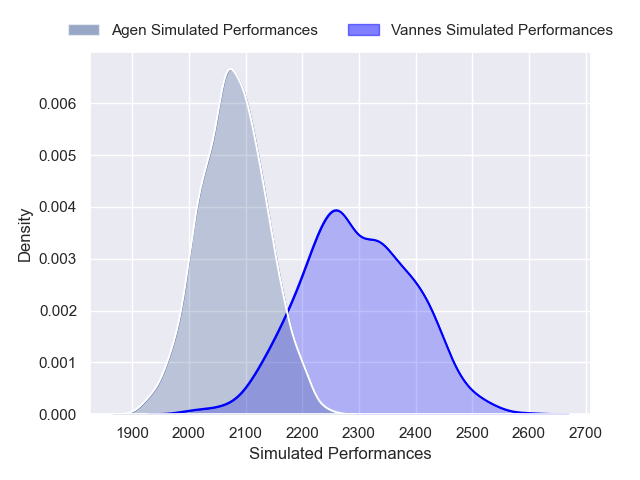 Agen Simulated Performances Vannes Simulated Performances
Density
0.006
0.005
0.004
0.003
0.002
0.001
0.000
1900 2000 2100 2200 2300 2400 2500 2600 2700
Simulated Performances